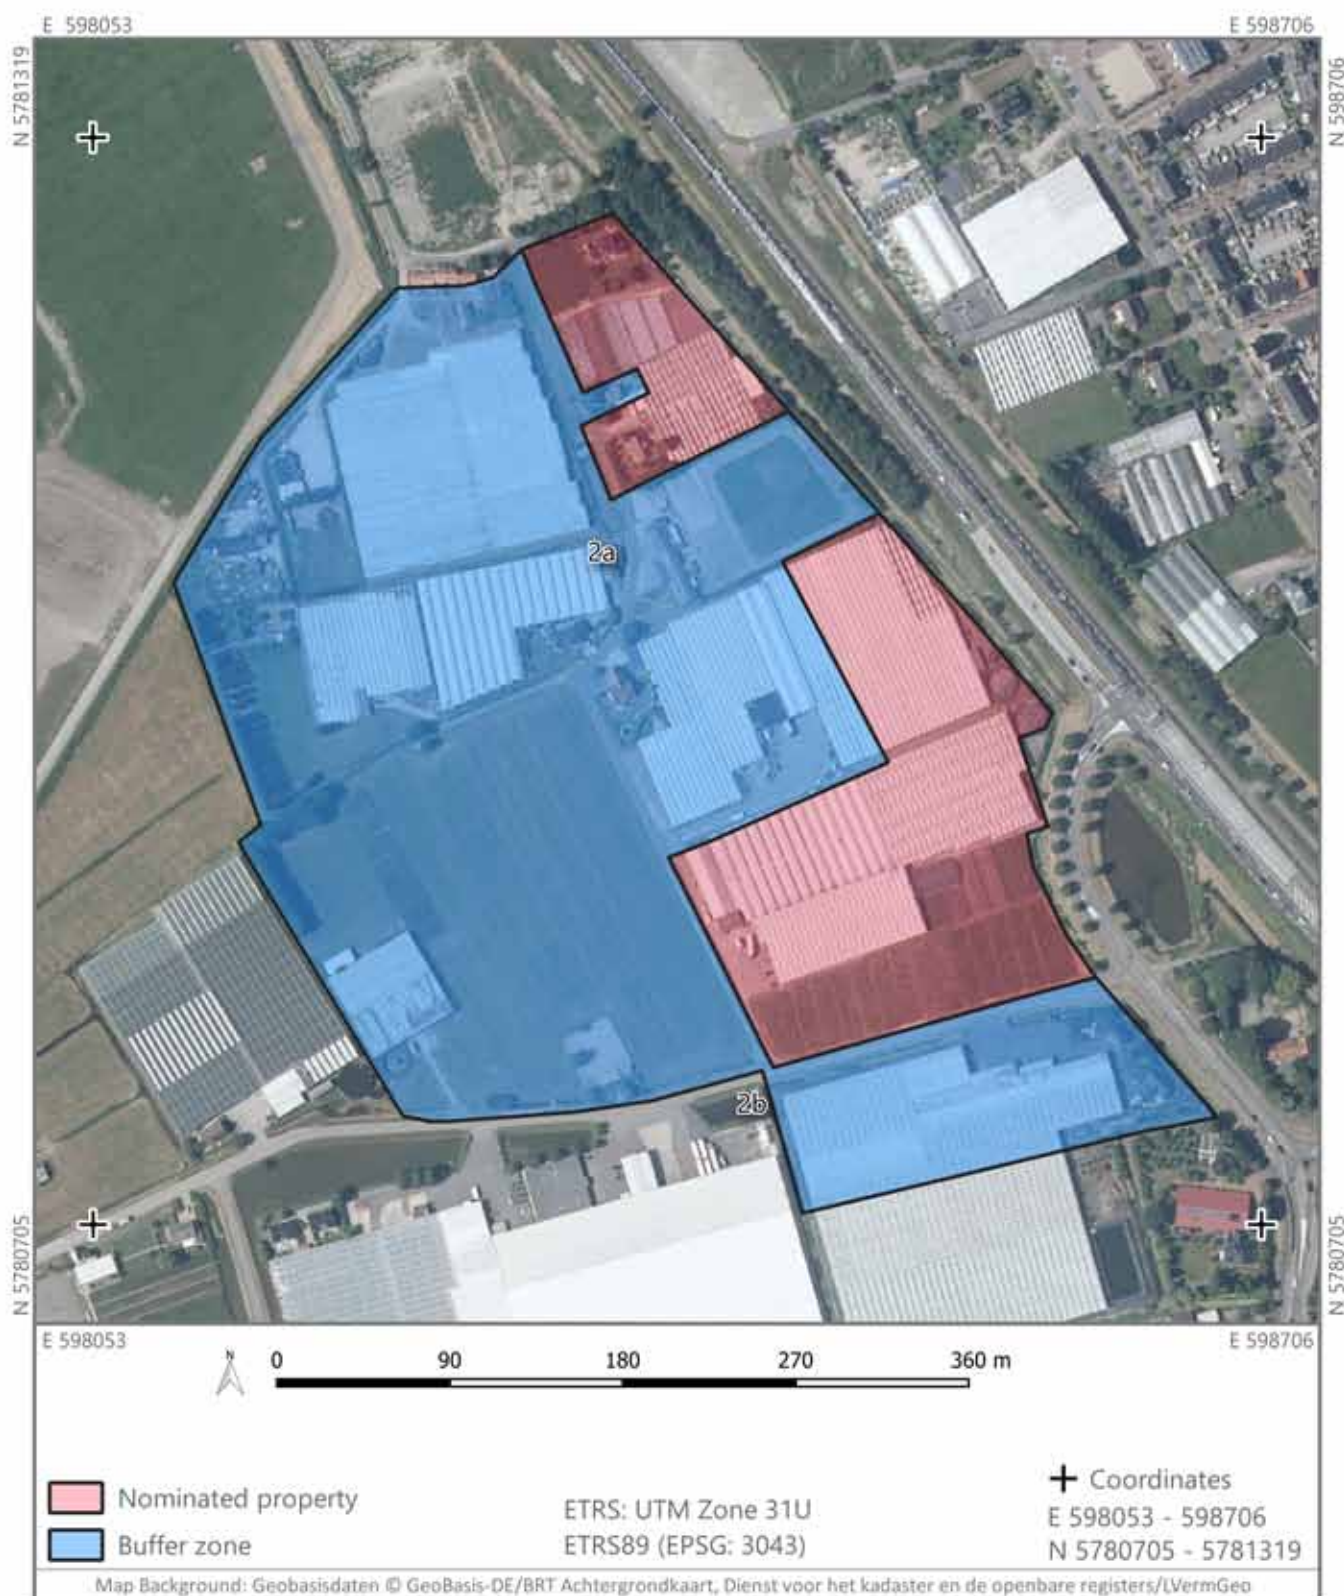 E 598053 E 598706
N 5781319 N 598706
2a
2b
N 5780705 N 5780705
E 598053 E 598706
N 0 90 180 270 360 m
Nominated property
Buffer zone
ETRS: UTM Zone 31U
ETRS89 (EPSG: 3043)
Coordinates
E 598053 - 598706
N 5780705 - 5781319
Map Background: Geobasisdaten © GeoBasis-DE/BRT Achtergrondkaart, Dienst voor het kadaster en de openbare registers/LVermGeo